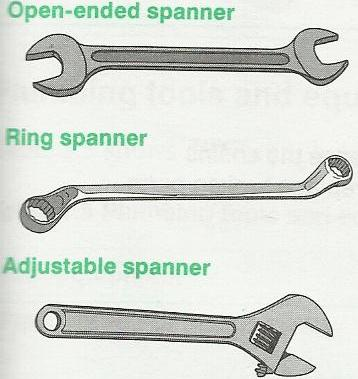 Open-ended spanner
Ring spanner
Adjustable spanner